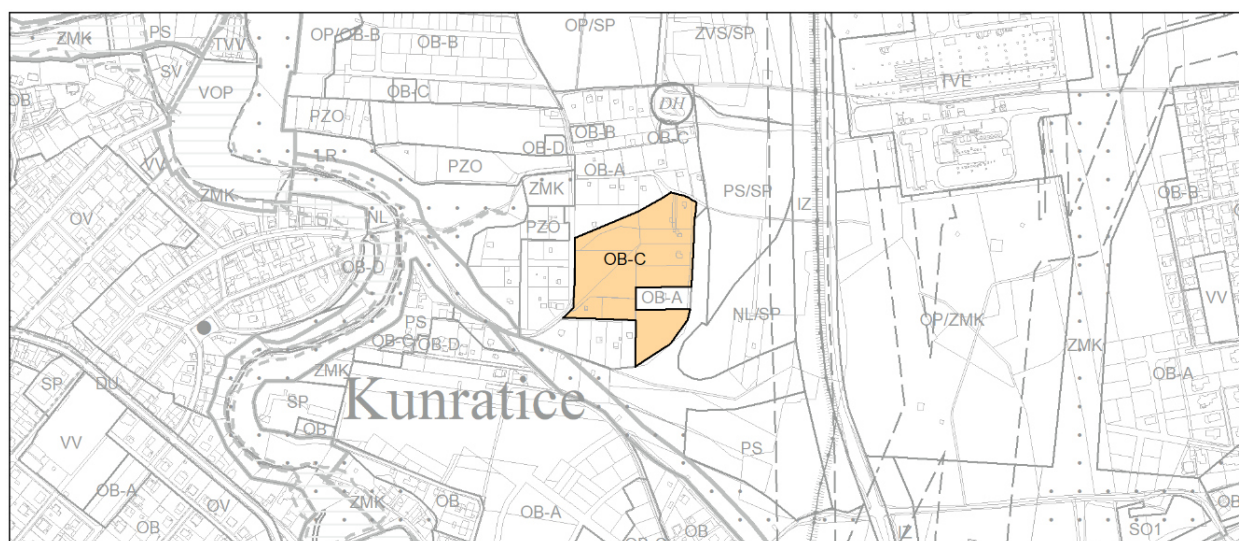 ZMK
PS
TVV
OP/OB-B
OB-B
OP/SP
ZVS/SP
SV
OB
VOP
OB-C
TVE
DH
PZO
OB-B
OB-C
OB-D
LR
VV
PZO
OB-A
ZMK
ZMK
PS/SP
OB-B
OV
NL
IZ
PZO
OB-C
OB-D
OB-A
VV
NL/SP
OP/ZMK
PS
OB-C
OB-D
ZMK
ZMK
OB-A
DU
SP
SP
Kunratice
OB
VV
PS
OB-A
OV
ZMK
OB
OB-A
OB
OB
IZ
SO1